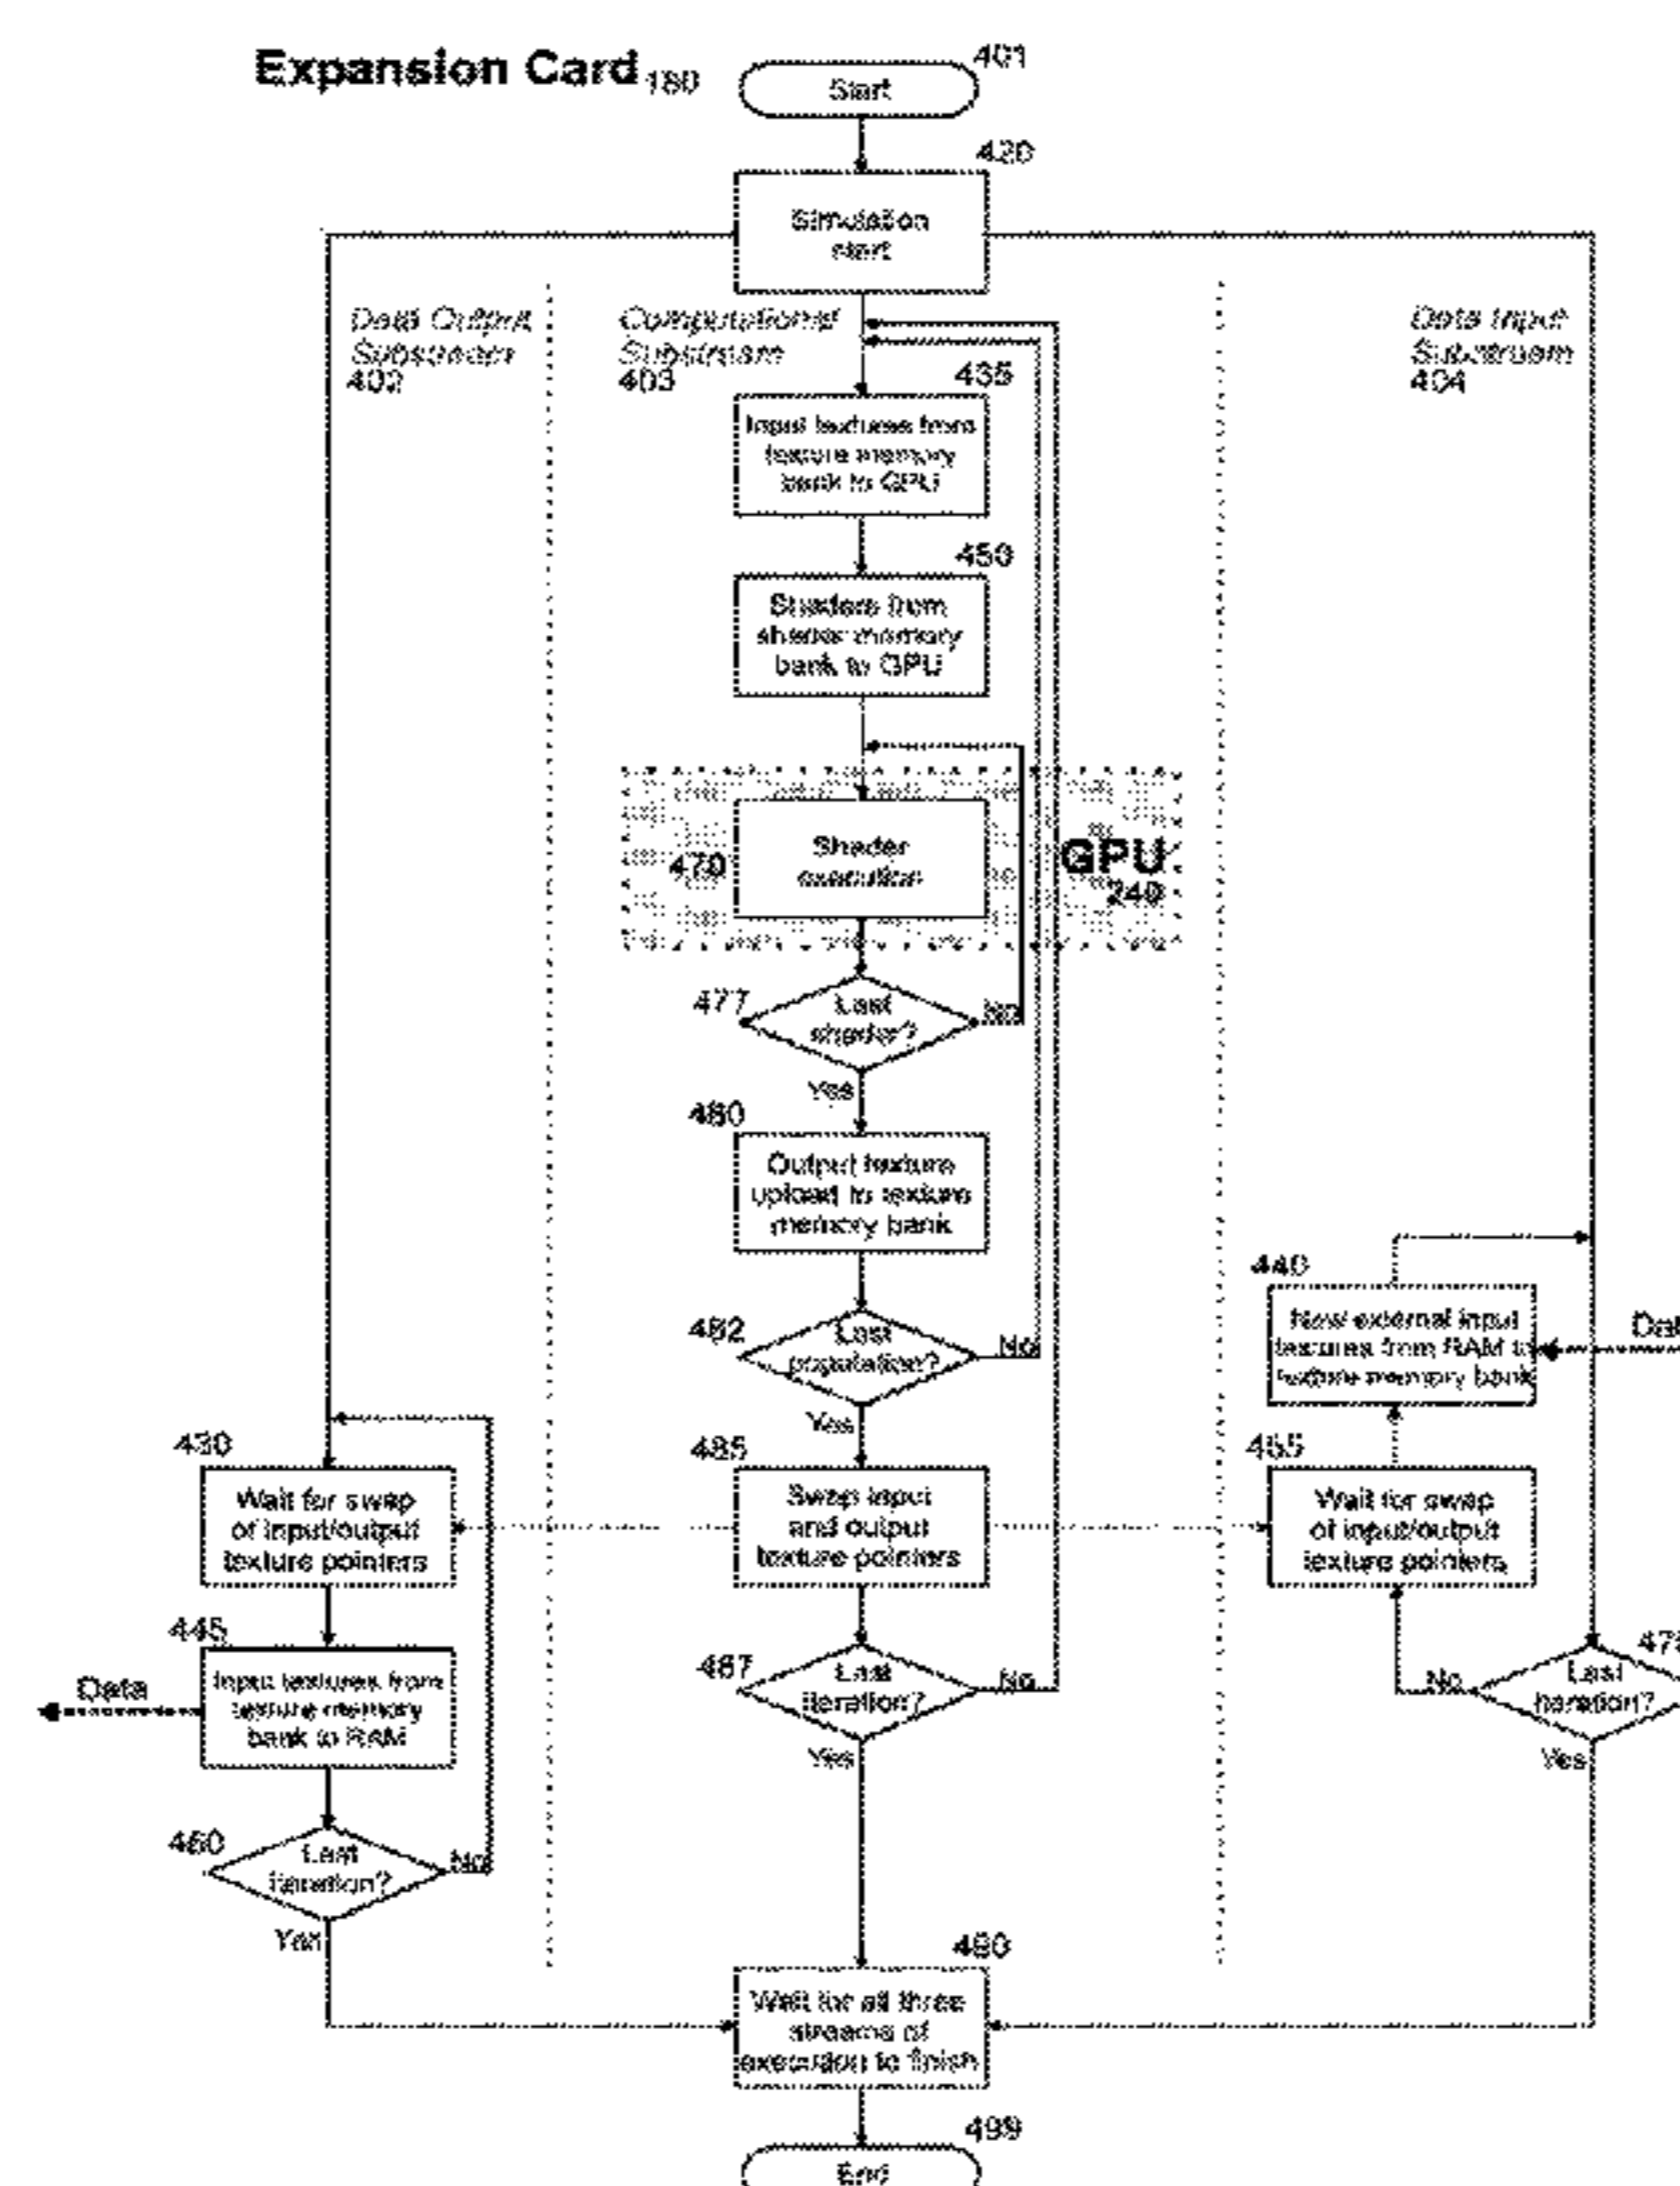 Expansion Card 180
401
Start
420
Simulation
start
Data Output
Substream
402
Computational
Substream
403
Data Input
Substream
404
435
Input textures from
texture memory
bank to GPU
450
Shaders from
shader memory
bank to GPU
470
Shader
execution
GPU
240
477
Last
shader?
No
Yes
480
Output texture
upload to texture
memory bank
482
Last
population?
No
Yes
440
New external input
textures from RAM to
texture memory bank
430
Wait for swap
of input/output
texture pointers
485
Swap input
and output
texture pointers
455
Wait for swap
of input/output
texture pointers
445
Input textures from
texture memory
bank to RAM
Data
487
Last
iteration?
No
Yes
Last
iteration?
No
Yes
460
Last
iteration?
No
Yes
490
Wait for all three
streams of
execution to finish
499
End